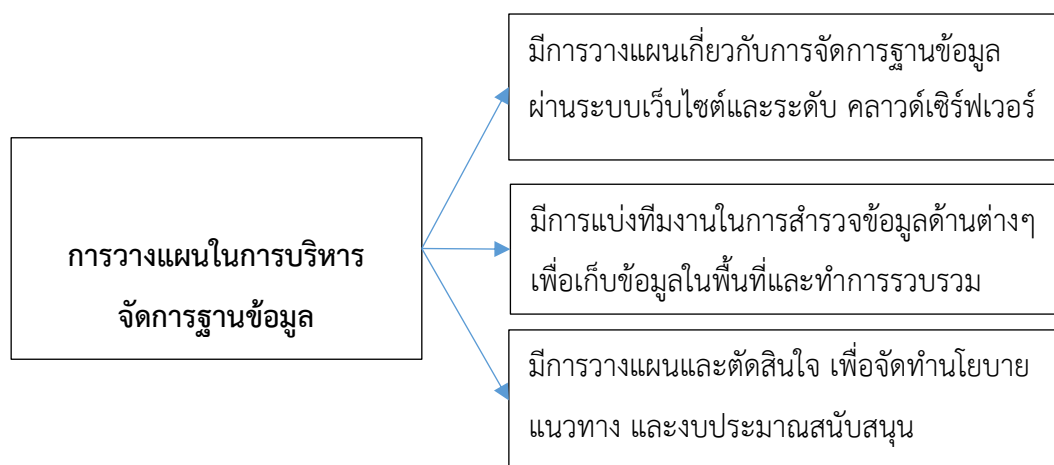 การวางแผนในการบริหาร
จัดการฐานข้อมูล
มีการวางแผนเกี่ยวกับการจัดการฐานข้อมูล
ผ่านระบบเว็บไซต์และระดับ คลาวด์เซิร์ฟเวอร์
มีการแบ่งทีมงานในการสำรวจข้อมูลด้านต่างๆ
เพื่อเก็บข้อมูลในพื้นที่และทำการรวบรวม
มีการวางแผนและตัดสินใจ เพื่อจัดทำนโยบาย
แนวทาง และงบประมาณสนับสนุน